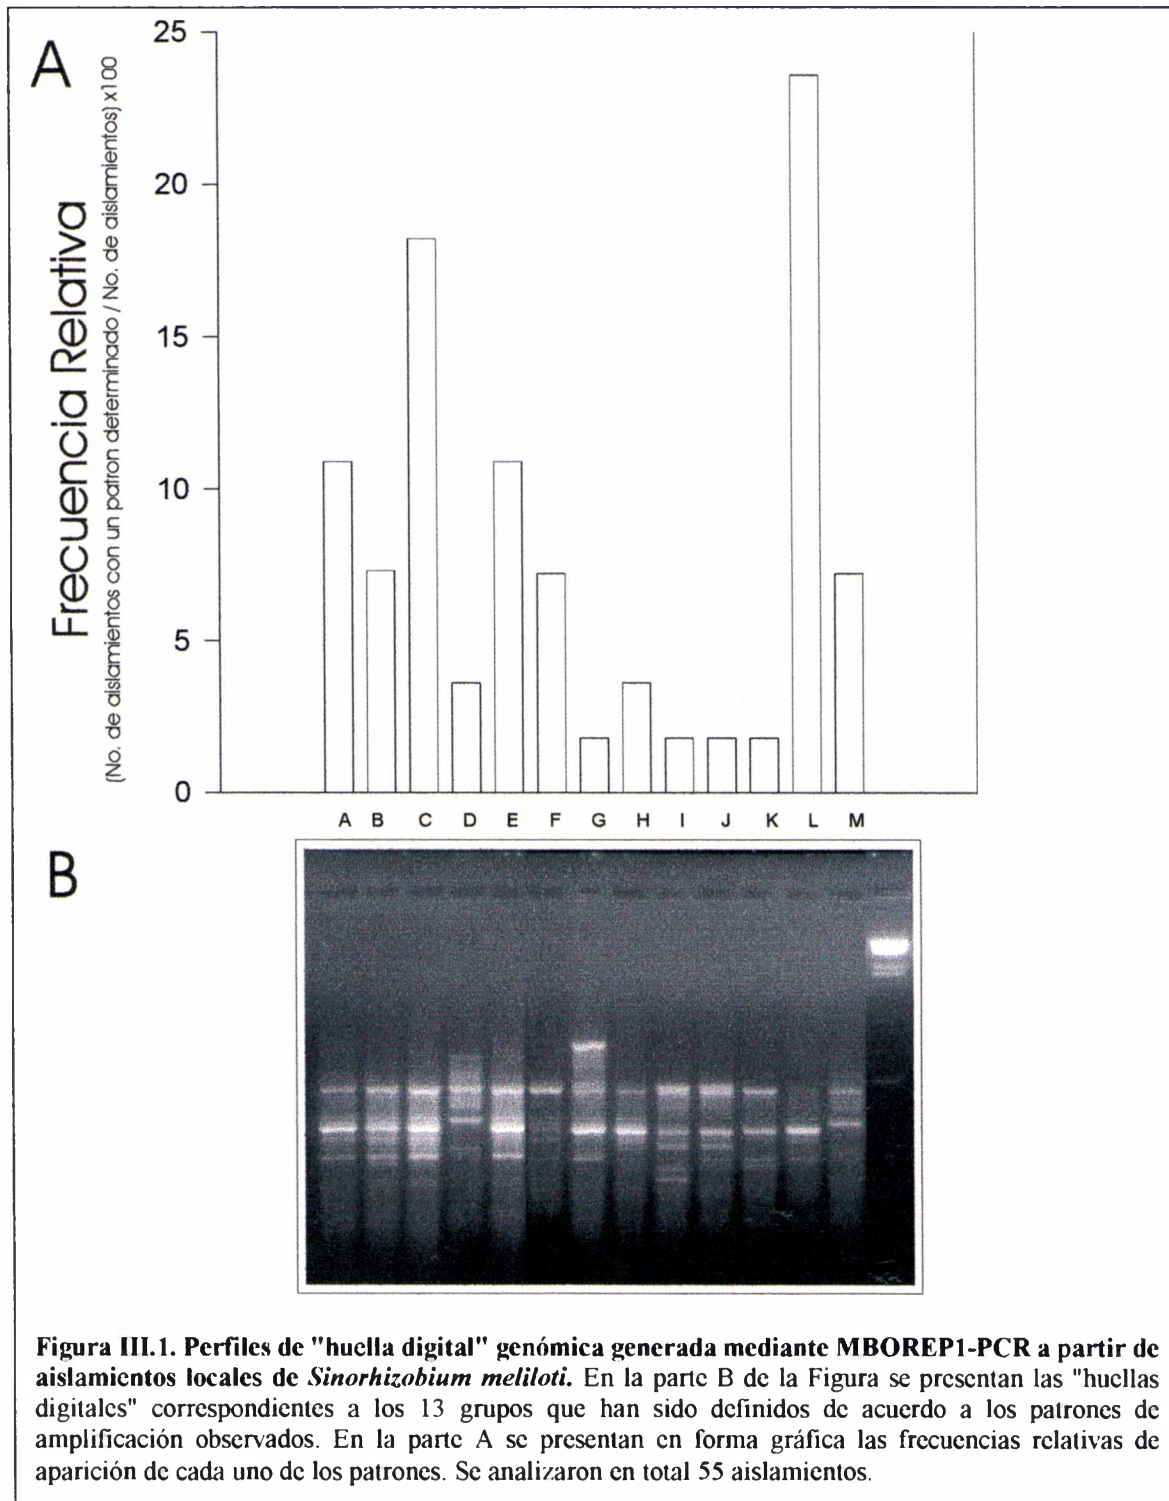 A
25
20
15
10
5
0
Frecuencia Relativa
(No. de aislamientos con un patron determinado / No. de aislamientos) x100
A B C D E F G H I J K L M
B
Figura III.1. Perfiles de "huella digital" genómica generada mediante MBOREP1-PCR a partir de
aislamientos locales de Sinorhizobium meliloti. En la parte B de la Figura se presentan las "huellas
digitales" correspondientes a los 13 grupos que han sido definidos de acuerdo a los patrones de
amplificación observados. En la parte A se presentan en forma gráfica las frecuencias relativas de
aparición de cada uno de los patrones. Se analizaron en total 55 aislamientos.